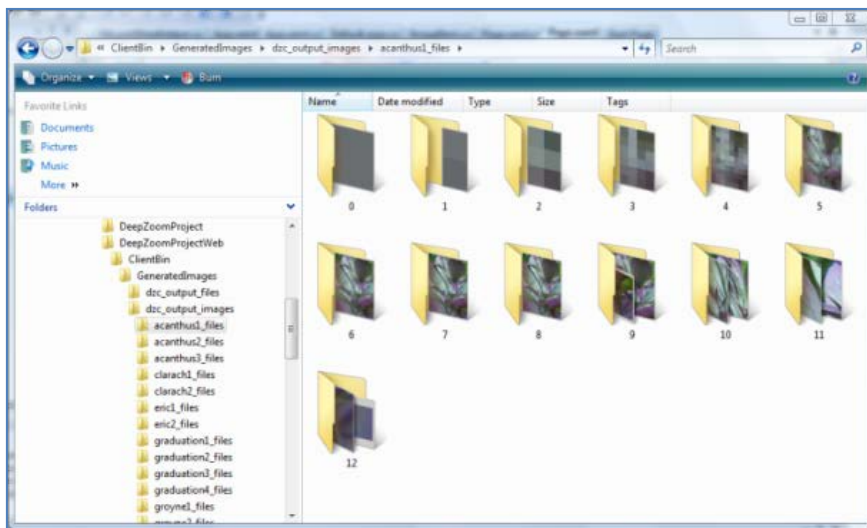 « ClientBin ▸ GeneratedImages ▸ dzc_output_images ▸ acanthus1_files ▸
Search
Organize Views Burn
Favorite Links
Documents
Pictures
Music
More »
Folders
DeepZoomProject
DeepZoomProjectWeb
ClientBin
GeneratedImages
dzc_output_files
dzc_output_images
acanthus1_files
acanthus2_files
acanthus3_files
clarach1_files
clarach2_files
eric1_files
eric2_files
graduation1_files
graduation2_files
graduation3_files
graduation4_files
groyne1_files
Name Date modified Type Size Tags
0 1 2 3 4 5
6 7 8 9 10 11
12